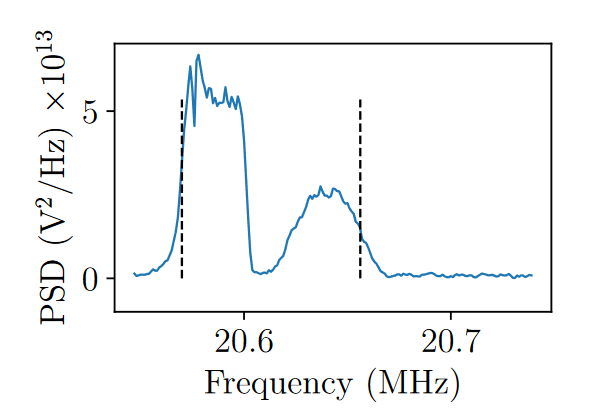 PSD (V²/Hz) ×10¹³
5
0
20.6 20.7
Frequency (MHz)